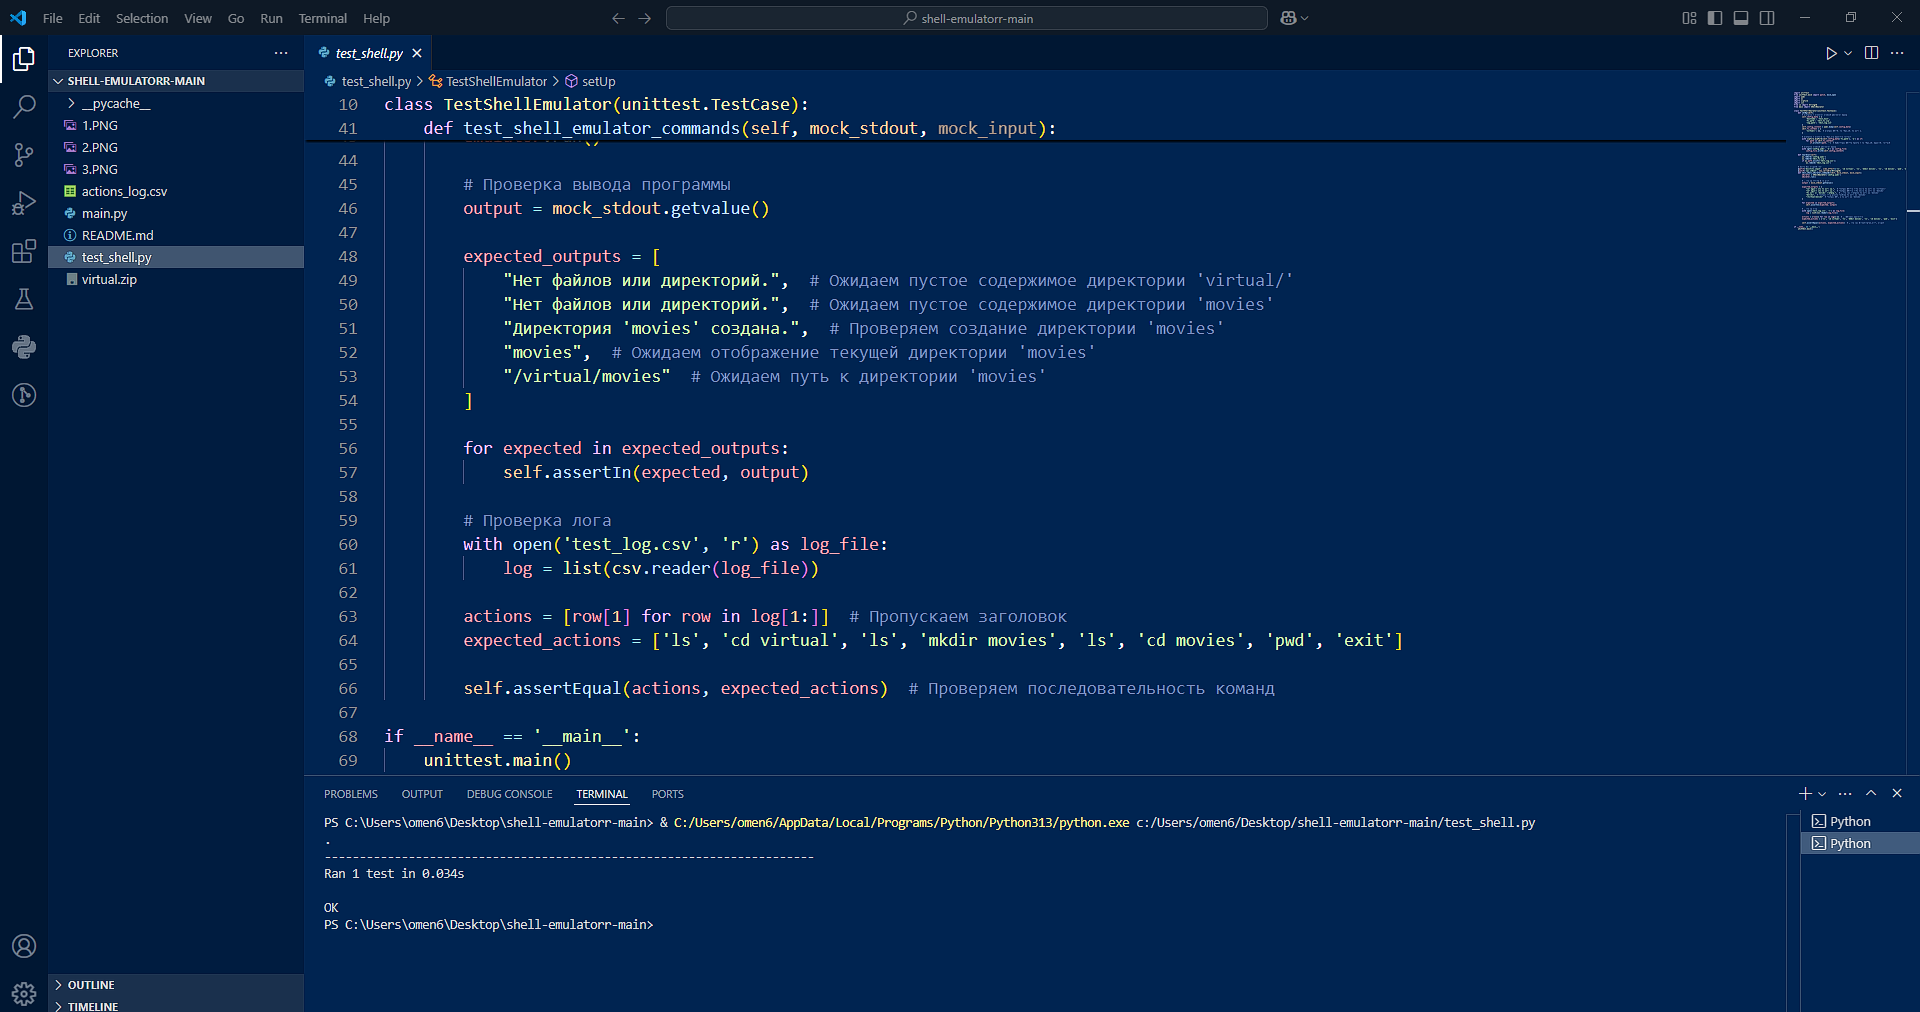 File Edit Selection View Go Run Terminal Help
shell-emulatorr-main
EXPLORER
SHELL-EMULATORR-MAIN
__pycache__
1.PNG
2.PNG
3.PNG
actions_log.csv
main.py
README.md
test_shell.py
virtual.zip
OUTLINE
TIMELINE
test_shell.py
test_shell.py > TestShellEmulator > setUp
10 class TestShellEmulator(unittest.TestCase):
41 def test_shell_emulator_commands(self, mock_stdout, mock_input):
44
45 # Проверка вывода программы
46 output = mock_stdout.getvalue()
47
48 expected_outputs = [
49 "Нет файлов или директорий.", # Ожидаем пустое содержимое директории 'virtual/'
50 "Нет файлов или директорий.", # Ожидаем пустое содержимое директории 'movies'
51 "Директория 'movies' создана.", # Проверяем создание директории 'movies'
52 "movies", # Ожидаем отображение текущей директории 'movies'
53 "/virtual/movies" # Ожидаем путь к директории 'movies'
54 ]
55
56 for expected in expected_outputs:
57 self.assertIn(expected, output)
58
59 # Проверка лога
60 with open('test_log.csv', 'r') as log_file:
61 log = list(csv.reader(log_file))
62
63 actions = [row[1] for row in log[1:]] # Пропускаем заголовок
64 expected_actions = ['ls', 'cd virtual', 'ls', 'mkdir movies', 'ls', 'cd movies', 'pwd', 'exit']
65
66 self.assertEqual(actions, expected_actions) # Проверяем последовательность команд
67
68 if __name__ == '__main__':
69 unittest.main()
PROBLEMS OUTPUT DEBUG CONSOLE TERMINAL PORTS
PS C:\Users\omen6\Desktop\shell-emulatorr-main> & C:/Users/omen6/AppData/Local/Programs/Python/Python313/python.exe c:/Users/omen6/Desktop/shell-emulatorr-main/test_shell.py
.
----------------------------------------------------------------------
Ran 1 test in 0.034s
OK
PS C:\Users\omen6\Desktop\shell-emulatorr-main>
Python
Python